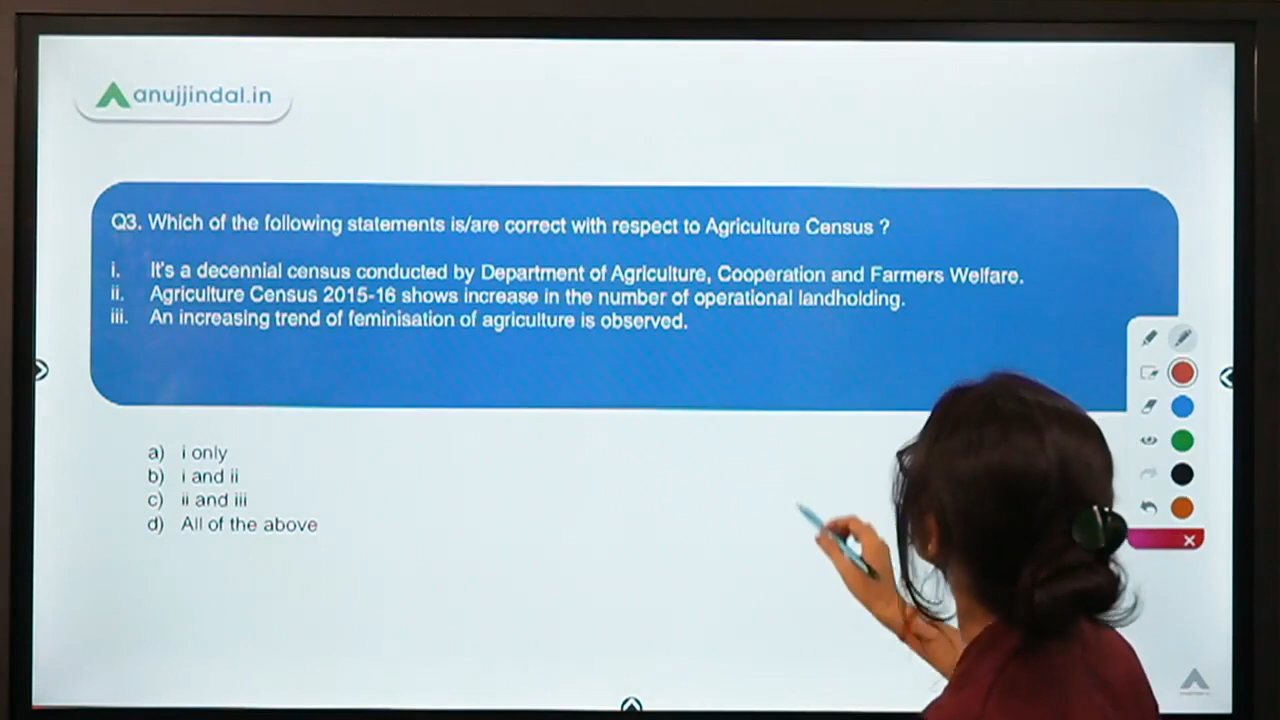 anujjindal.in
Q3. Which of the following statements is/are correct with respect to Agriculture Census ?
i. It's a decennial census conducted by Department of Agriculture, Cooperation and Farmers Welfare.
ii. Agriculture Census 2015-16 shows increase in the number of operational landholding.
iii. An increasing trend of feminisation of agriculture is observed.
a) i only
b) i and ii
c) ii and iii
d) All of the above